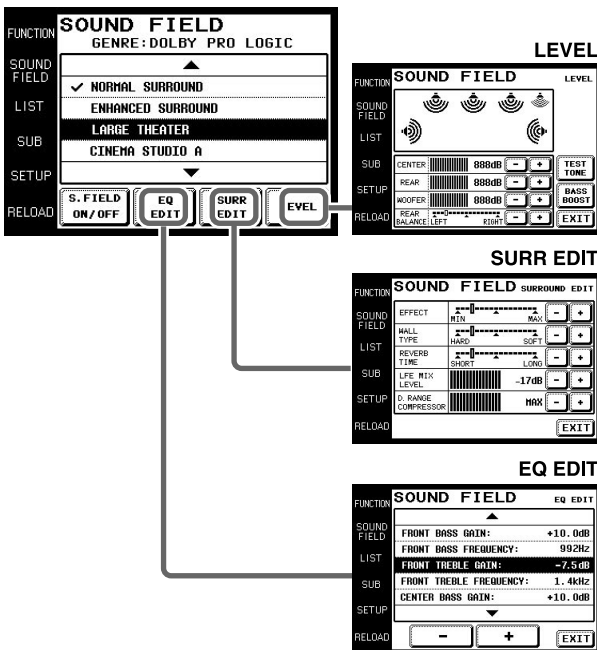 SOUND FIELD
GENRE:DOLBY PRO LOGIC
FUNCTION
SOUND FIELD
LIST
SUB
SETUP
RELOAD
NORMAL SURROUND
ENHANCED SURROUND
LARGE THEATER
CINEMA STUDIO A
S.FIELD ON/OFF
EQ EDIT
SURR EDIT
EVEL
LEVEL
SOUND FIELD LEVEL
FUNCTION
SOUND FIELD
LIST
SUB
SETUP
RELOAD
CENTER 888dB - +
REAR 888dB - +
WOOFER 888dB - +
REAR BALANCE LEFT RIGHT - +
TEST TONE
BASS BOOST
EXIT
SURR EDIT
SOUND FIELD SURROUND EDIT
FUNCTION
SOUND FIELD
LIST
SUB
SETUP
RELOAD
EFFECT MIN MAX - +
WALL TYPE HARD SOFT - +
REVERB TIME SHORT LONG - +
LFE MIX LEVEL -17dB - +
D. RANGE COMPRESSOR MAX - +
EXIT
EQ EDIT
SOUND FIELD EQ EDIT
FUNCTION
SOUND FIELD
LIST
SUB
SETUP
RELOAD
FRONT BASS GAIN: +10.0dB
FRONT BASS FREQUENCY: 992Hz
FRONT TREBLE GAIN: -7.5dB
FRONT TREBLE FREQUENCY: 1.4kHz
CENTER BASS GAIN: +10.0dB
- +
EXIT